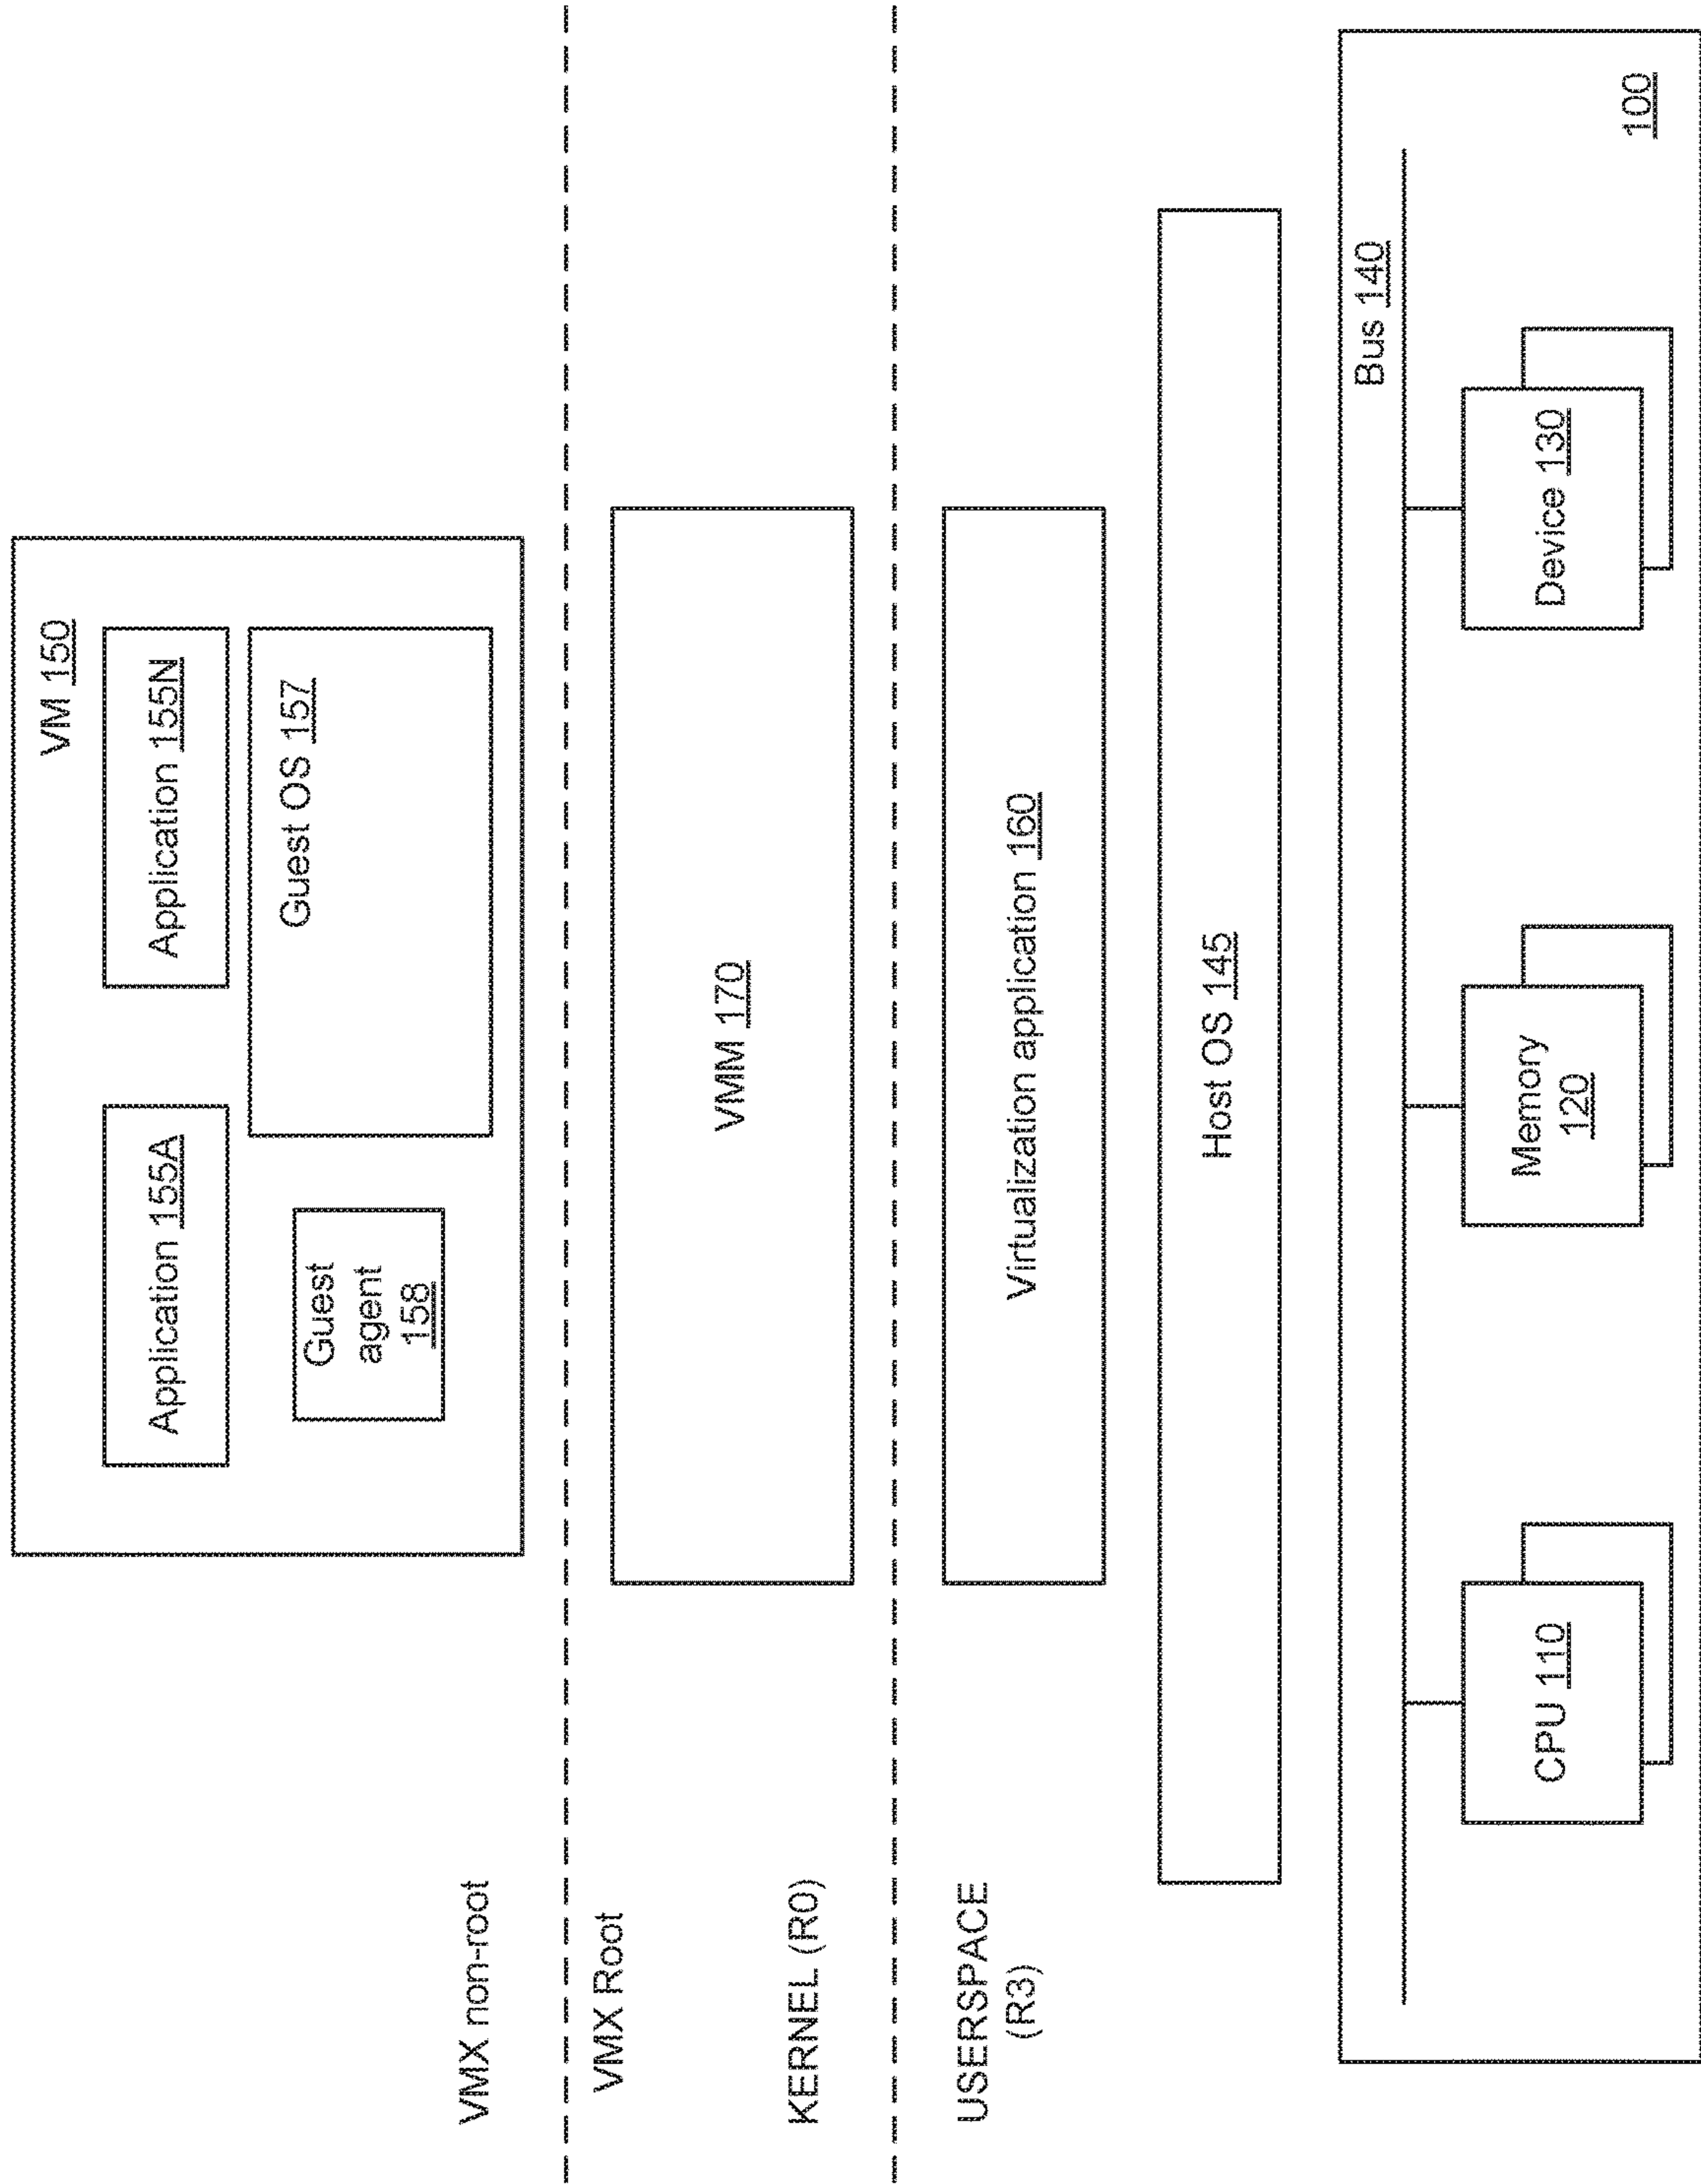 VM 150
Application 155A
Application 155N
Guest OS 157
Guest
agent
158
VMX non-root
VMX Root
VMM 170
KERNEL (R0)
USERSPACE
(R3)
Virtualization application 160
Host OS 145
Bus 140
CPU 110
Memory
120
Device 130
100